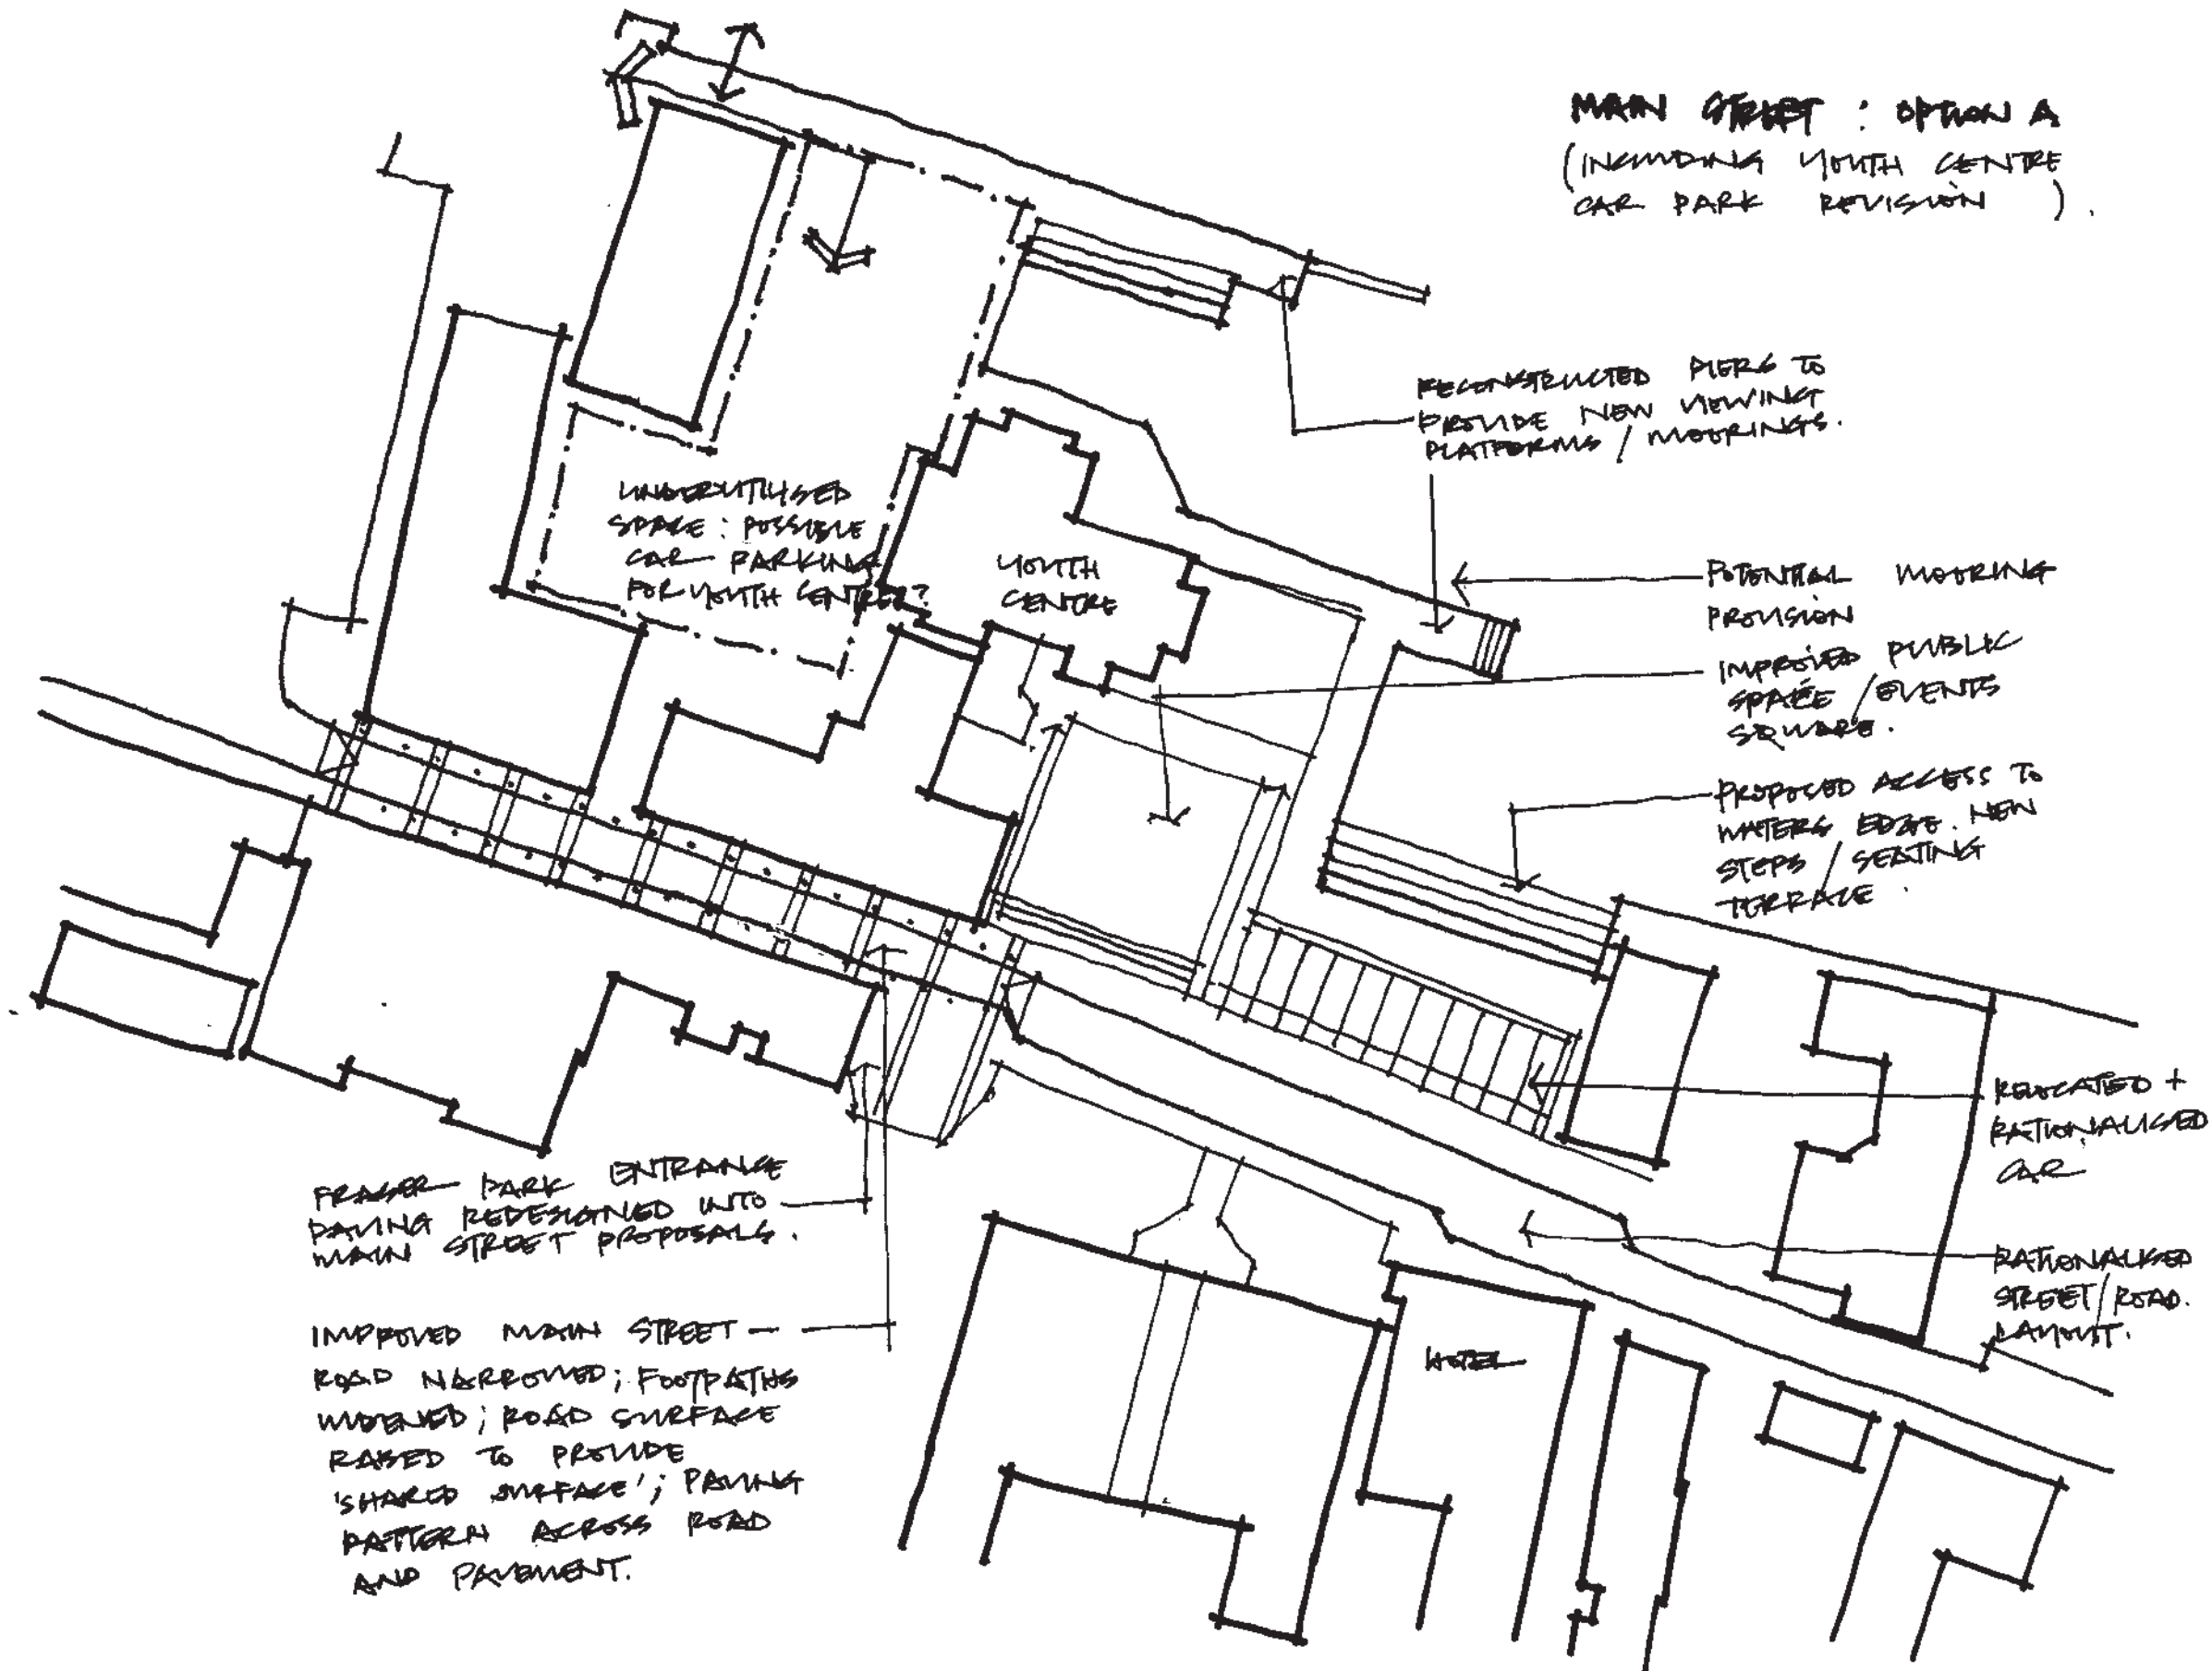 MAIN STREET : OPTION A
(INCLUDING YOUTH CENTRE
CAR PARK REVISION ).
RECONSTRUCTED PIERS TO
PROVIDE NEW VIEWING
PLATFORMS / MOORINGS.
UNDERUTILISED
SPACE : POSSIBLE
CAR PARKING
FOR YOUTH CENTRE?
YOUTH
CENTRE
POTENTIAL MOORING
PROVISION
IMPROVED PUBLIC
SPACE / EVENTS
SQUARE.
PROPOSED ACCESS TO
WATERS EDGE. NEW
STEPS / SEATING
TERRACE.
RELOCATED +
RATIONALISED
CAR
RATIONALISED
STREET / ROAD.
LAYOUT.
FRASER PARK ENTRANCE
PAVING REDESIGNED INTO
MAIN STREET PROPOSALS.
IMPROVED MAIN STREET —
ROAD NARROWED; FOOTPATHS
WIDENED; ROAD SURFACE
RAISED TO PROVIDE
'SHARED SURFACE'; PAVING
PATTERN ACROSS ROAD
AND PAVEMENT.
HOTEL